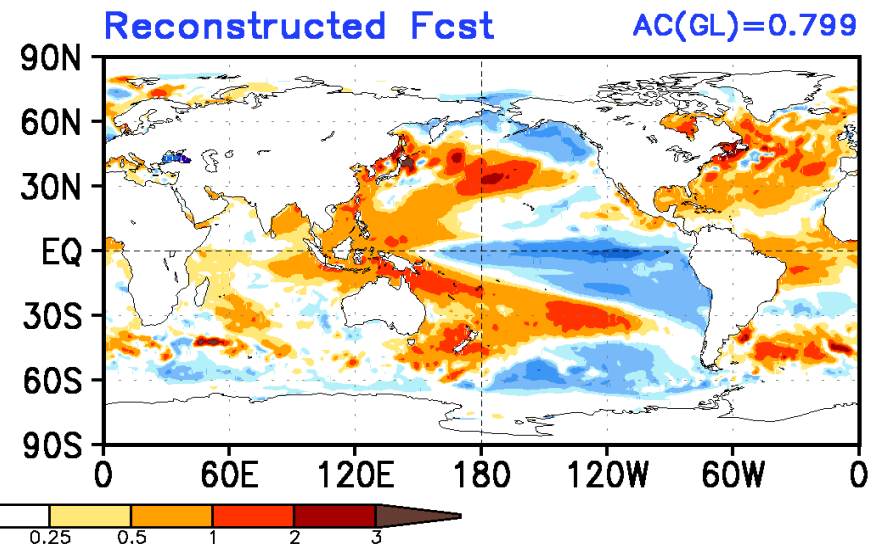 Reconstructed Fcst AC(GL)=0.799
90N
60N
30N
EQ
30S
60S
90S
0 60E 120E 180 120W 60W 0
0.25 0.5 1 2 3